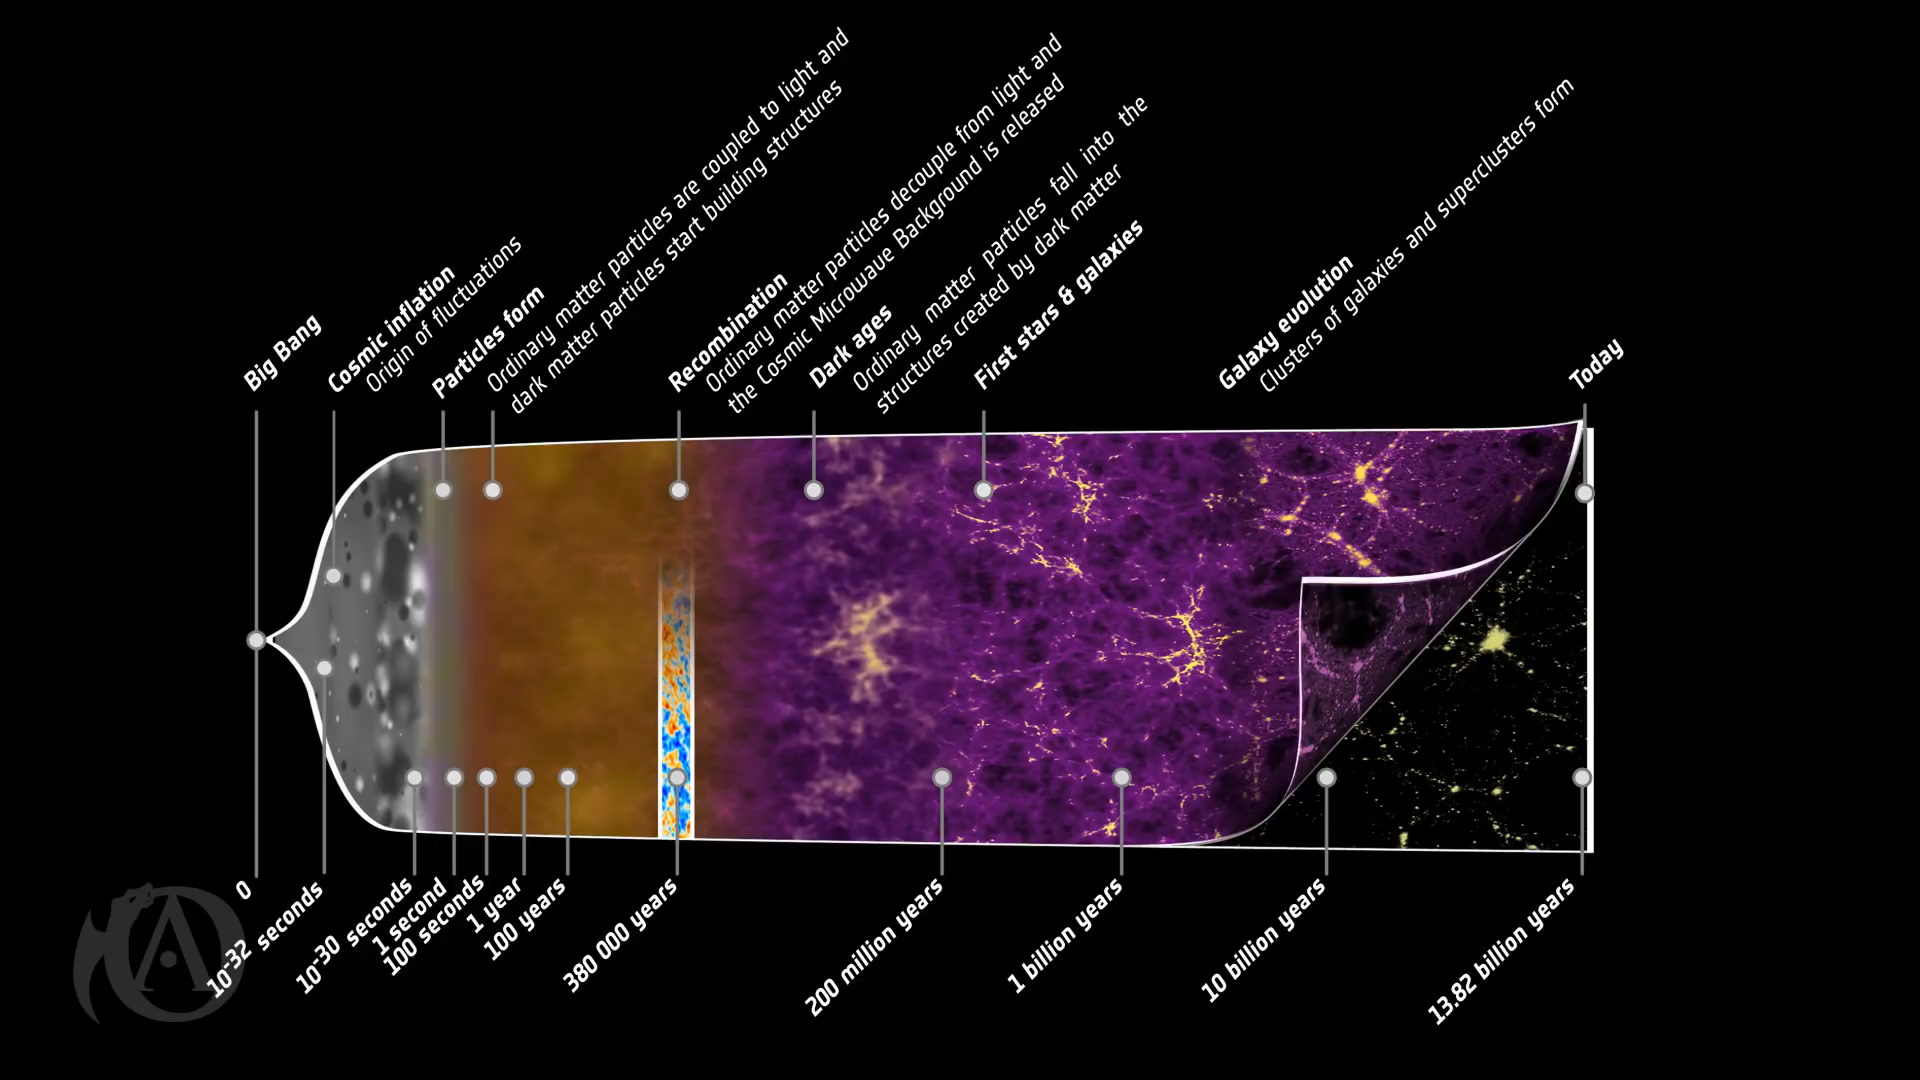 Big Bang
Cosmic inflation
Origin of fluctuations
Particles form
Ordinary matter particles are coupled to light and
dark matter particles start building structures
Recombination
Ordinary matter particles decouple from light and
the Cosmic Microwave Background is released
Dark ages
Ordinary matter particles fall into the
structures created by dark matter
First stars & galaxies
Galaxy evolution
Clusters of galaxies and superclusters form
Today
0
10-32 seconds
10-30 seconds
1 second
100 seconds
1 year
100 years
380 000 years
200 million years
1 billion years
10 billion years
13.82 billion years